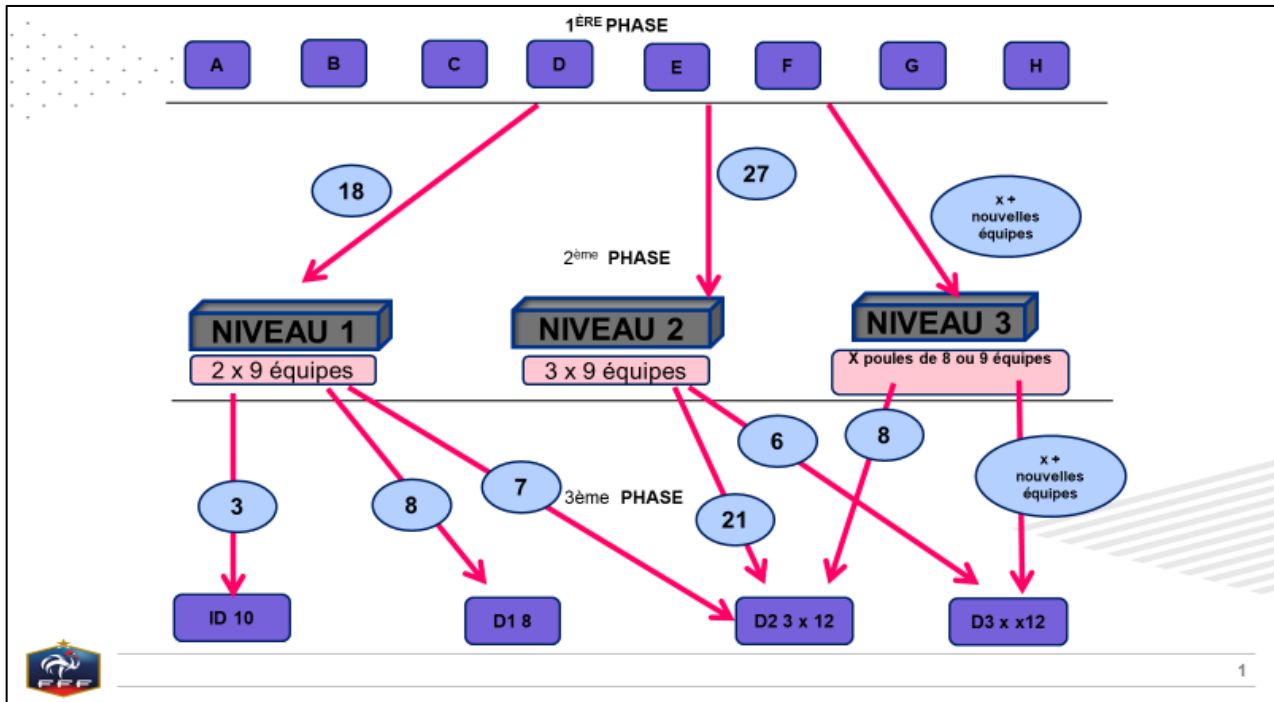 1ÈRE PHASE
A B C D E F G H
18
27
x +
nouvelles
équipes
2ème PHASE
NIVEAU 1
NIVEAU 2
NIVEAU 3
2 x 9 équipes
3 x 9 équipes
X poules de 8 ou 9 équipes
3
8
7
3ème PHASE
21
6
8
x +
nouvelles
équipes
ID 10
D1 8
D2 3 x 12
D3 x x12
FFF
1